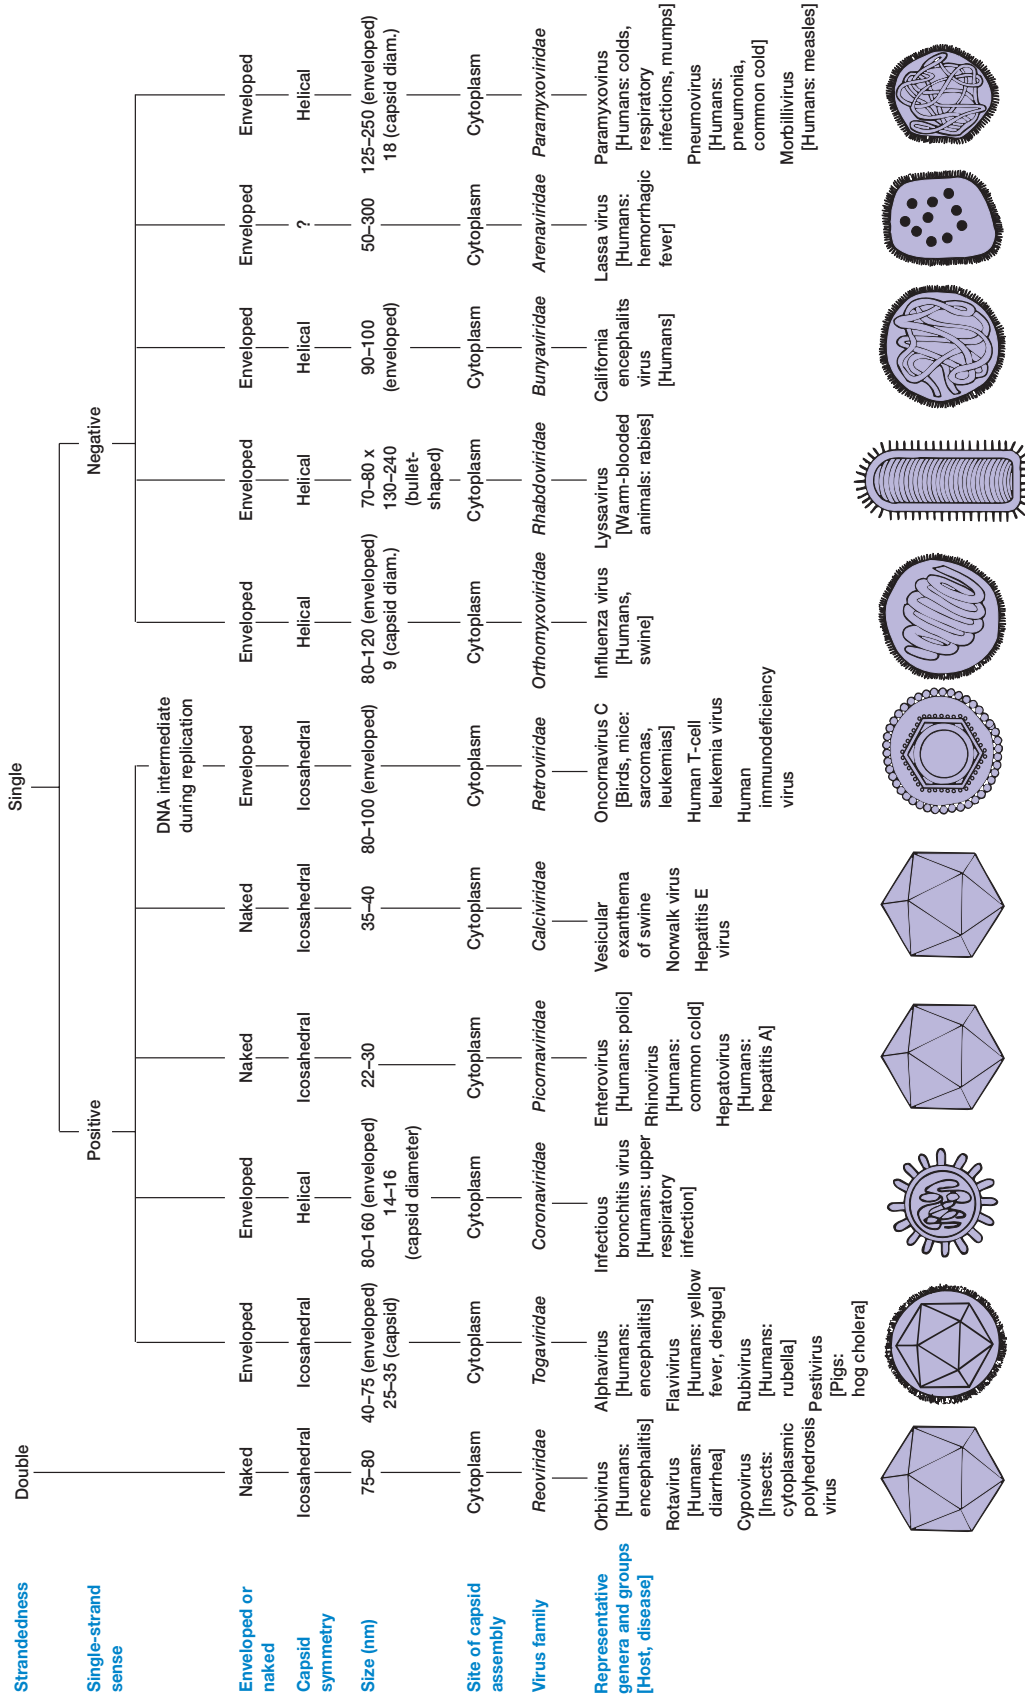 Strandedness
Double
Single
Single-strand
sense
Positive
Negative
DNA intermediate
during replication
Enveloped or
naked
Naked
Enveloped
Enveloped
Naked
Naked
Enveloped
Enveloped
Enveloped
Enveloped
Enveloped
Enveloped
Capsid
symmetry
Icosahedral
Icosahedral
Helical
Icosahedral
Icosahedral
Icosahedral
Helical
Helical
Helical
?
Helical
Size (nm)
75–80
40–75 (enveloped)
25–35 (capsid)
80–160 (enveloped)
14–16
(capsid diameter)
22–30
35–40
80–100 (enveloped)
80–120 (enveloped)
9 (capsid diam.)
70–80 x
130–240
(bullet-
shaped)
90–100
(enveloped)
50–300
125–250 (enveloped)
18 (capsid diam.)
Site of capsid
assembly
Cytoplasm
Cytoplasm
Cytoplasm
Cytoplasm
Cytoplasm
Cytoplasm
Cytoplasm
Cytoplasm
Cytoplasm
Cytoplasm
Cytoplasm
Virus family
Reoviridae
Togaviridae
Coronaviridae
Picornaviridae
Calciviridae
Retroviridae
Orthomyxoviridae
Rhabdoviridae
Bunyaviridae
Arenaviridae
Paramyxoviridae
Representative
genera and groups
[Host, disease]
Orbivirus
[Humans:
encephalitis]
Rotavirus
[Humans:
diarrhea]
Cypovirus
[Insects:
cytoplasmic
polyhedrosis
virus
Alphavirus
[Humans:
encephalitis]
Flavivirus
[Humans: yellow
fever, dengue]
Rubivirus
[Humans:
rubella]
Pestivirus
[Pigs:
hog cholera]
Infectious
bronchitis virus
[Humans: upper
respiratory
infection]
Enterovirus
[Humans: polio]
Rhinovirus
[Humans:
common cold]
Hepatovirus
[Humans:
hepatitis A]
Vesicular
exanthema
of swine
Norwalk virus
Hepatitis E
virus
Oncornavirus C
[Birds, mice:
sarcomas,
leukemias]
Human T-cell
leukemia virus
Human
immunodeficiency
virus
Influenza virus
[Humans,
swine]
Lyssavirus
[Warm-blooded
animals: rabies]
California
encephalits
virus
[Humans]
Lassa virus
[Humans:
hemorrhagic
fever]
Paramyxovirus
[Humans: colds,
respiratory
infections, mumps]
Pneumovirus
[Humans:
pneumonia,
common cold]
Morbillivirus
[Humans: measles]